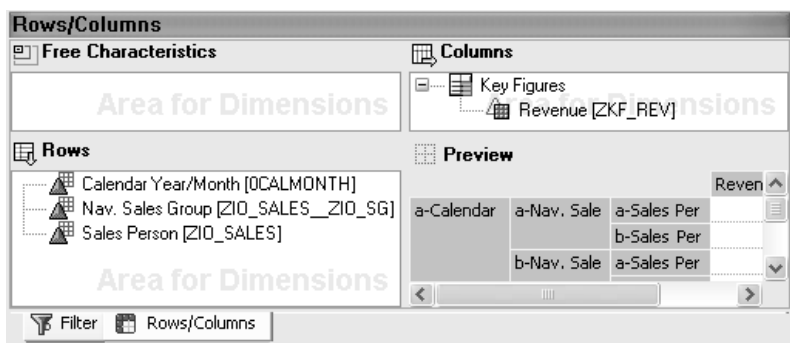 Rows/Columns
Free Characteristics
Area for Dimensions
Columns
Key Figures
Revenue [ZKF_REV]
Area for Dimensions
Rows
Calendar Year/Month [0CALMONTH]
Nav. Sales Group [ZIO_SALES__ZIO_SG]
Sales Person [ZIO_SALES]
Area for Dimensions
Preview
Reven
a-Calendar a-Nav. Sale a-Sales Per
b-Sales Per
b-Nav. Sale a-Sales Per
Filter Rows/Columns